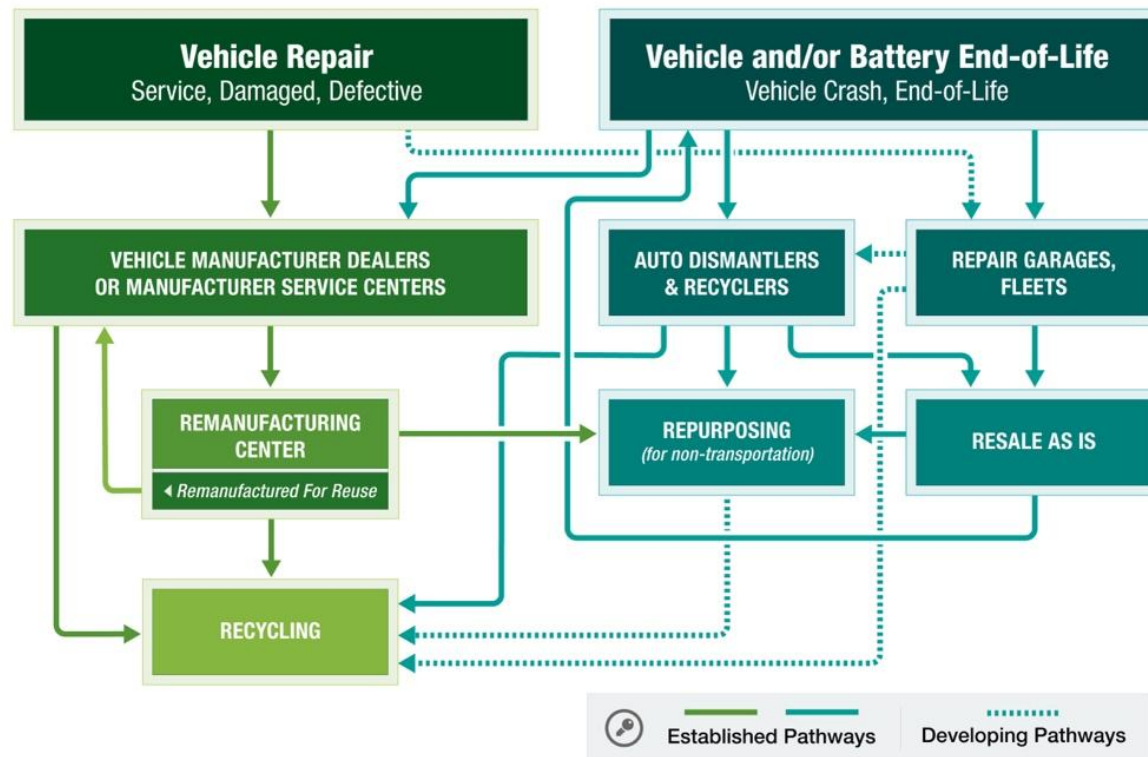 Vehicle Repair
Service, Damaged, Defective
Vehicle and/or Battery End-of-Life
Vehicle Crash, End-of-Life
VEHICLE MANUFACTURER DEALERS
OR MANUFACTURER SERVICE CENTERS
AUTO DISMANTLERS
& RECYCLERS
REPAIR GARAGES,
FLEETS
REMANUFACTURING
CENTER
Remanufactured For Reuse
REPURPOSING
(for non-transportation)
RESALE AS IS
RECYCLING
Established Pathways
Developing Pathways